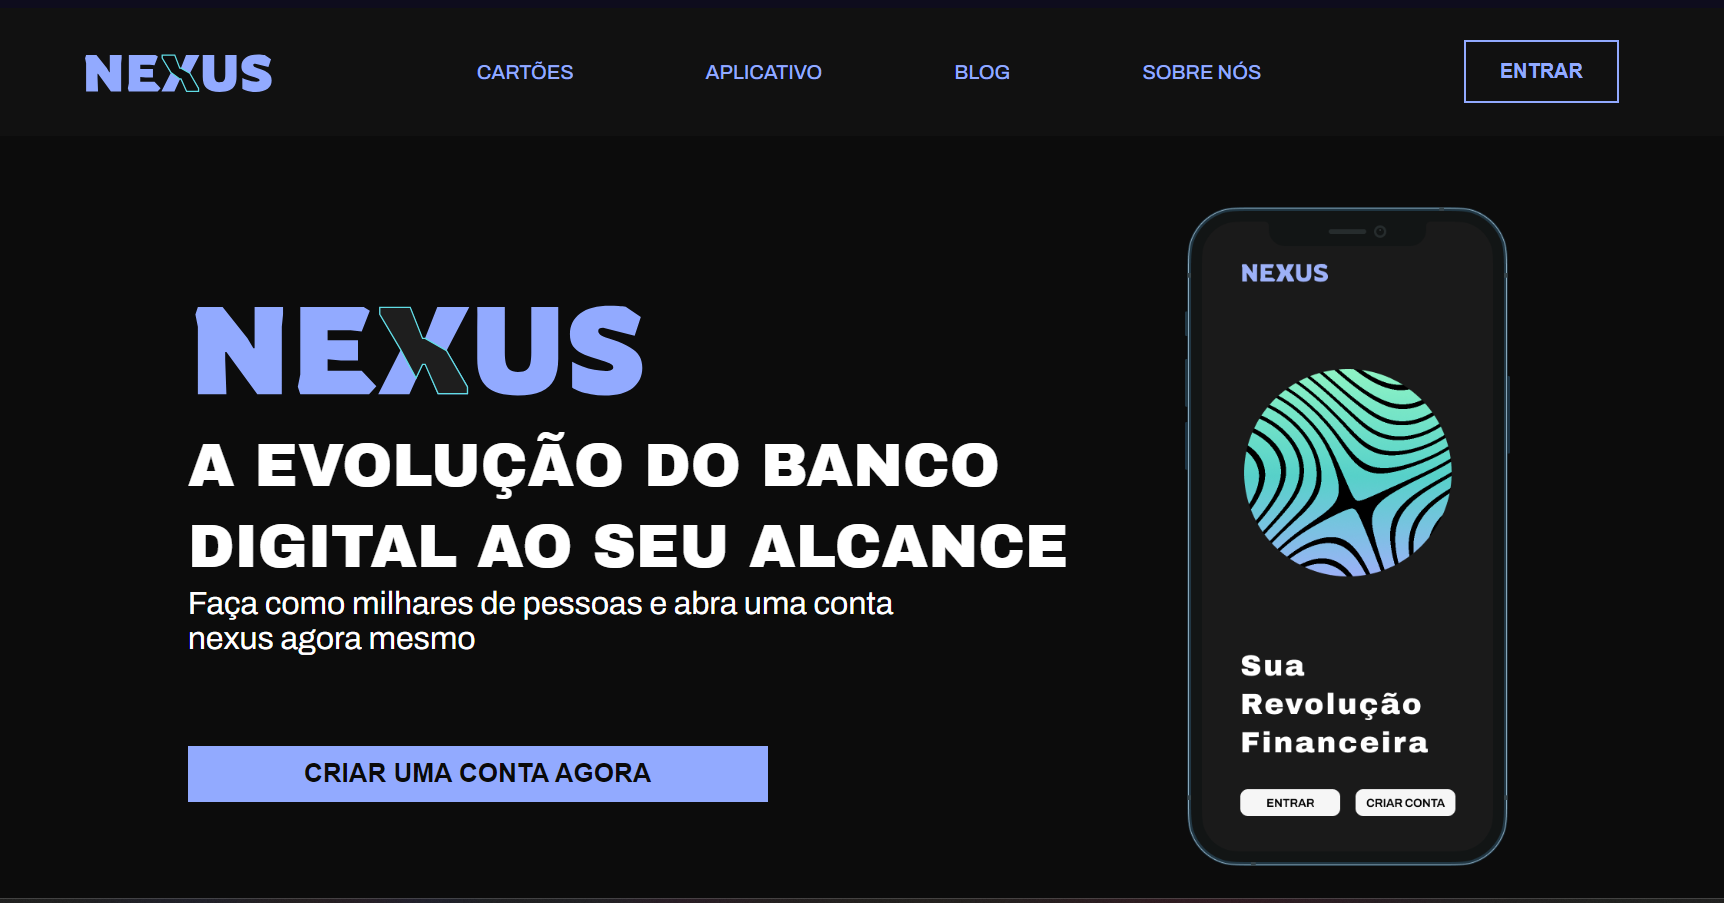 NEXUS
CARTÕES
APLICATIVO
BLOG
SOBRE NÓS
ENTRAR
NEXUS
A EVOLUÇÃO DO BANCO
DIGITAL AO SEU ALCANCE
Faça como milhares de pessoas e abra uma conta
nexus agora mesmo
CRIAR UMA CONTA AGORA
NEXUS
Sua
Revolução
Financeira
ENTRAR
CRIAR CONTA